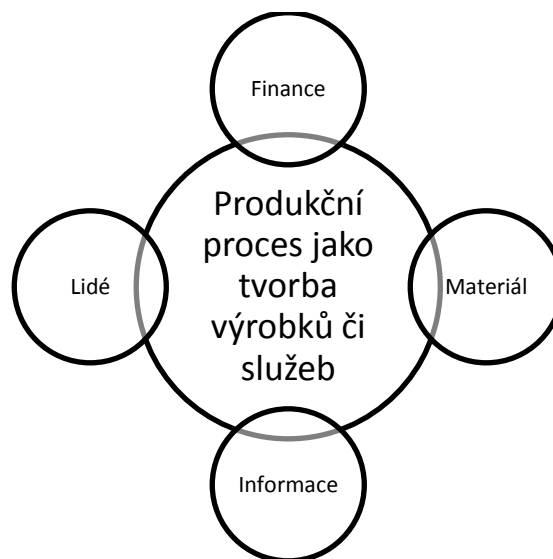 Finance
Produkční
proces jako
tvorba
výrobků či
služeb
Lidé
Materiál
Informace